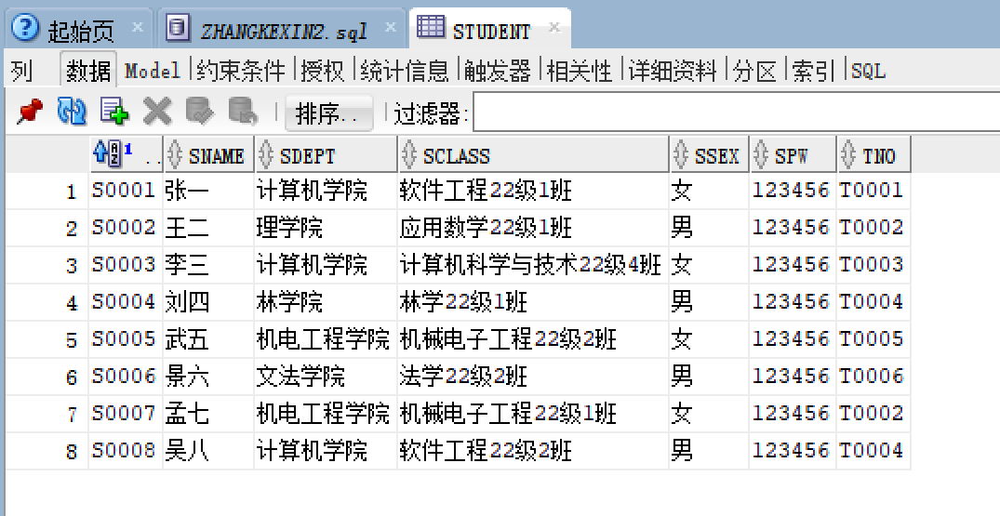 起始页 ZHANGKEXIN2.sql STUDENT
列 数据 Model 约束条件 授权 统计信息 触发器 相关性 详细资料 分区 索引 SQL
排序.. 过滤器:
AZ1 .. SNAME SDEPT SCLASS SSEX SPW TNO
1 S0001 张一 计算机学院 软件工程22级1班 女 123456 T0001
2 S0002 王二 理学院 应用数学22级1班 男 123456 T0002
3 S0003 李三 计算机学院 计算机科学与技术22级4班 女 123456 T0003
4 S0004 刘四 林学院 林学22级1班 男 123456 T0004
5 S0005 武五 机电工程学院 机械电子工程22级2班 女 123456 T0005
6 S0006 景六 文法学院 法学22级2班 男 123456 T0006
7 S0007 孟七 机电工程学院 机械电子工程22级1班 女 123456 T0002
8 S0008 吴八 计算机学院 软件工程22级2班 男 123456 T0004